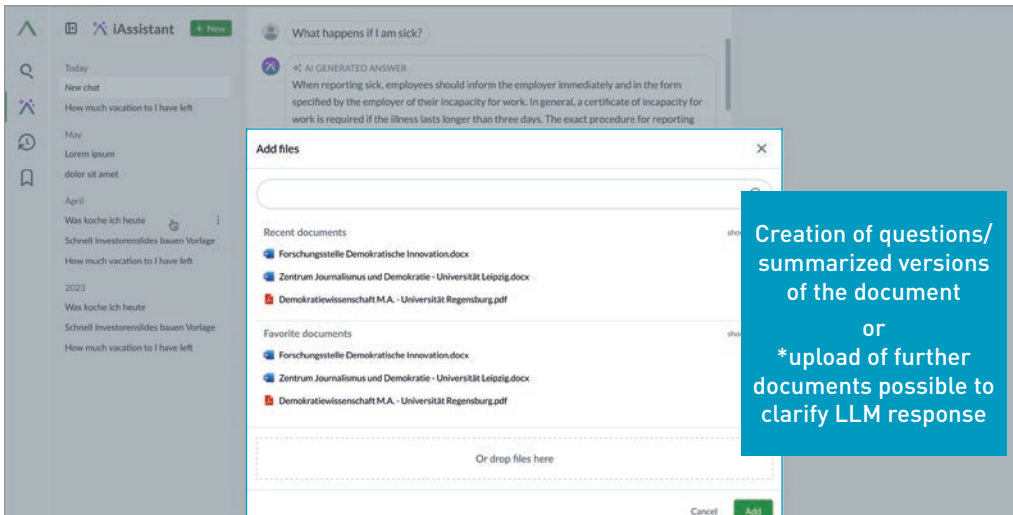 iAssistant
+ New
Today
New chat
How much vacation to I have left
May
Lorem ipsum
dolor sit amet
April
Was koche ich heute
Schnell Investorenslides bauen Vorlage
How much vacation to I have left
2023
Was koche ich heute
Schnell Investorenslides bauen Vorlage
How much vacation to I have left
What happens if I am sick?
AI GENERATED ANSWER
When reporting sick, employees should inform the employer immediately and in the form
specified by the employer of their incapacity for work. In general, a certificate of incapacity for
work is required if the illness lasts longer than three days. The exact procedure for reporting
Add files
Recent documents
Forschungsstelle Demokratische Innovation.docx
Zentrum Journalismus und Demokratie - Universität Leipzig.docx
Demokratiewissenschaft M.A. - Universität Regensburg.pdf
Favorite documents
Forschungsstelle Demokratische Innovation.docx
Zentrum Journalismus und Demokratie - Universität Leipzig.docx
Demokratiewissenschaft M.A. - Universität Regensburg.pdf
Or drop files here
Cancel
Add
Creation of questions/
summarized versions
of the document
or
*upload of further
documents possible to
clarify LLM response